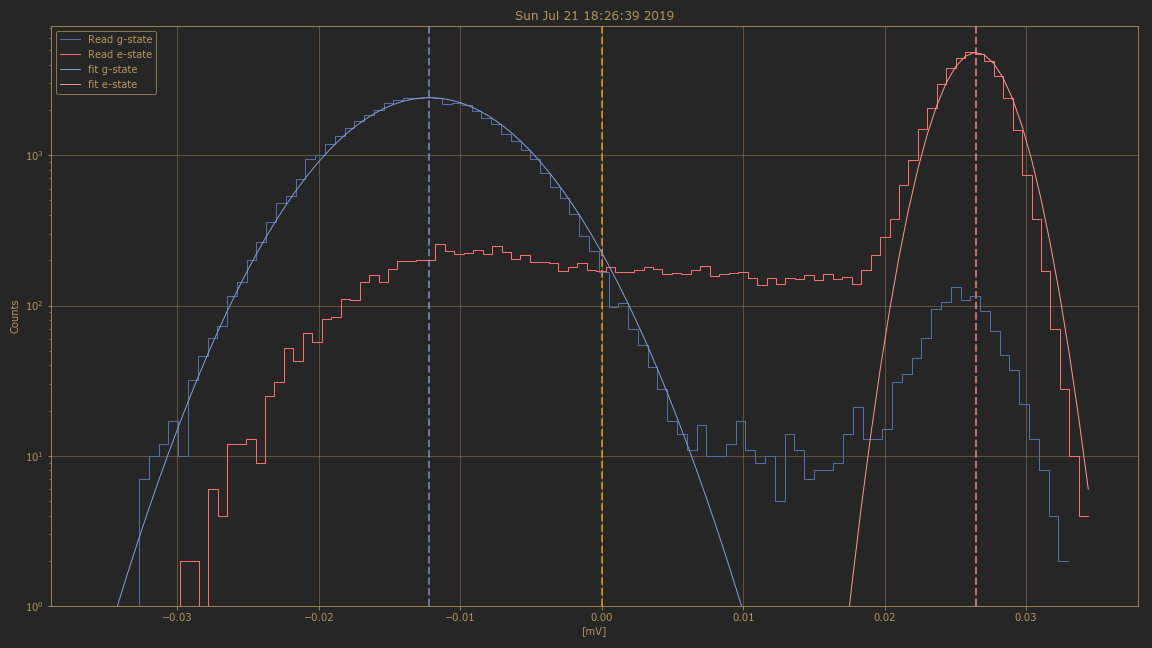 Sun Jul 21 18:26:39 2019
Read g-state
Read e-state
fit g-state
fit e-state
Counts
10³
10²
10¹
10⁰
−0.03 −0.02 −0.01 0.00 0.01 0.02 0.03
[mV]